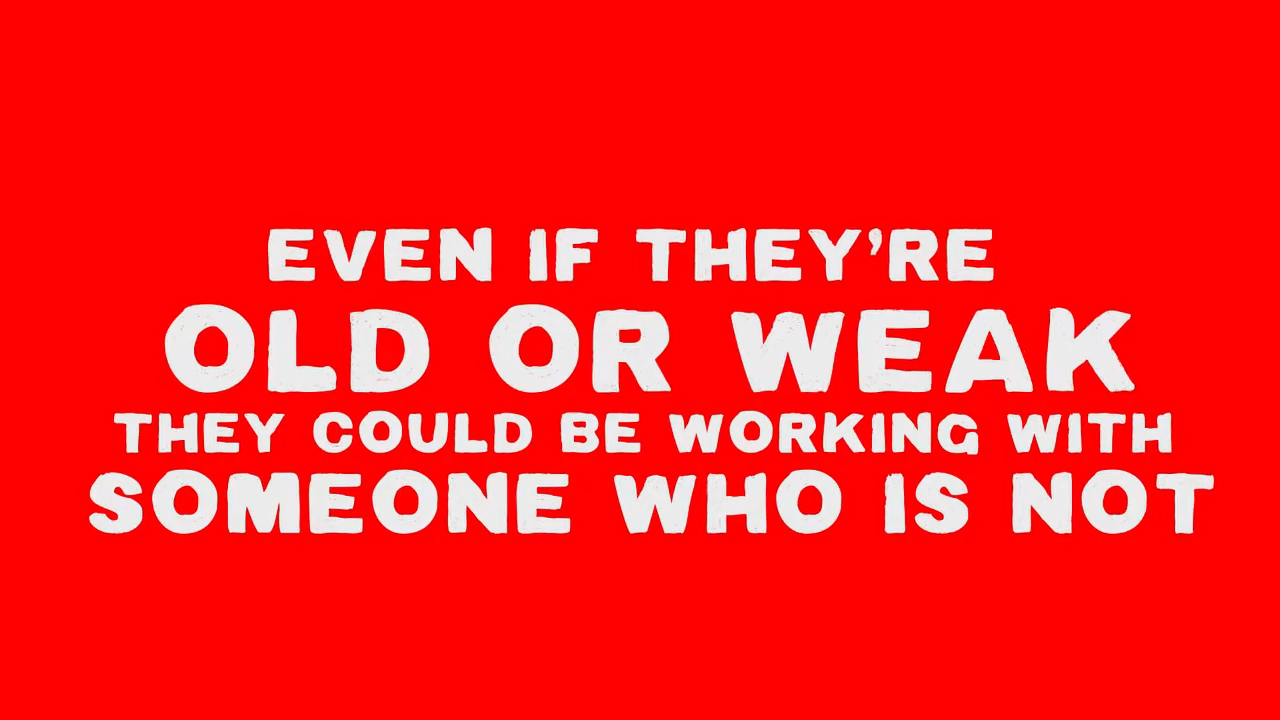 EVEN IF THEY'RE
OLD OR WEAK
THEY COULD BE WORKING WITH
SOMEONE WHO IS NOT